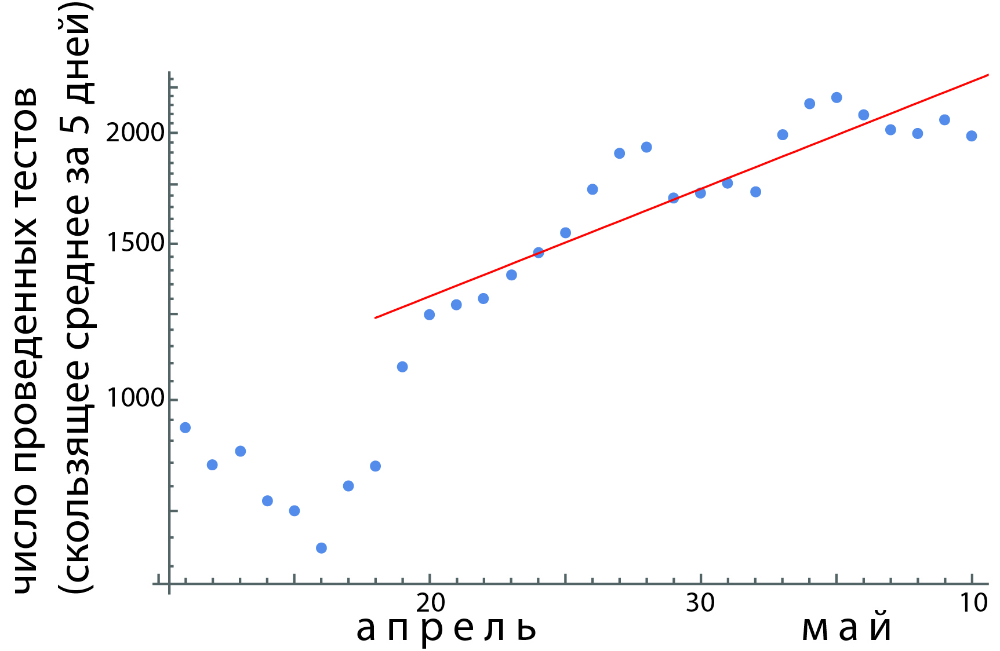 число проведенных тестов
(скользящее среднее за 5 дней)
2000
1500
1000
20
30
10
апрель
май